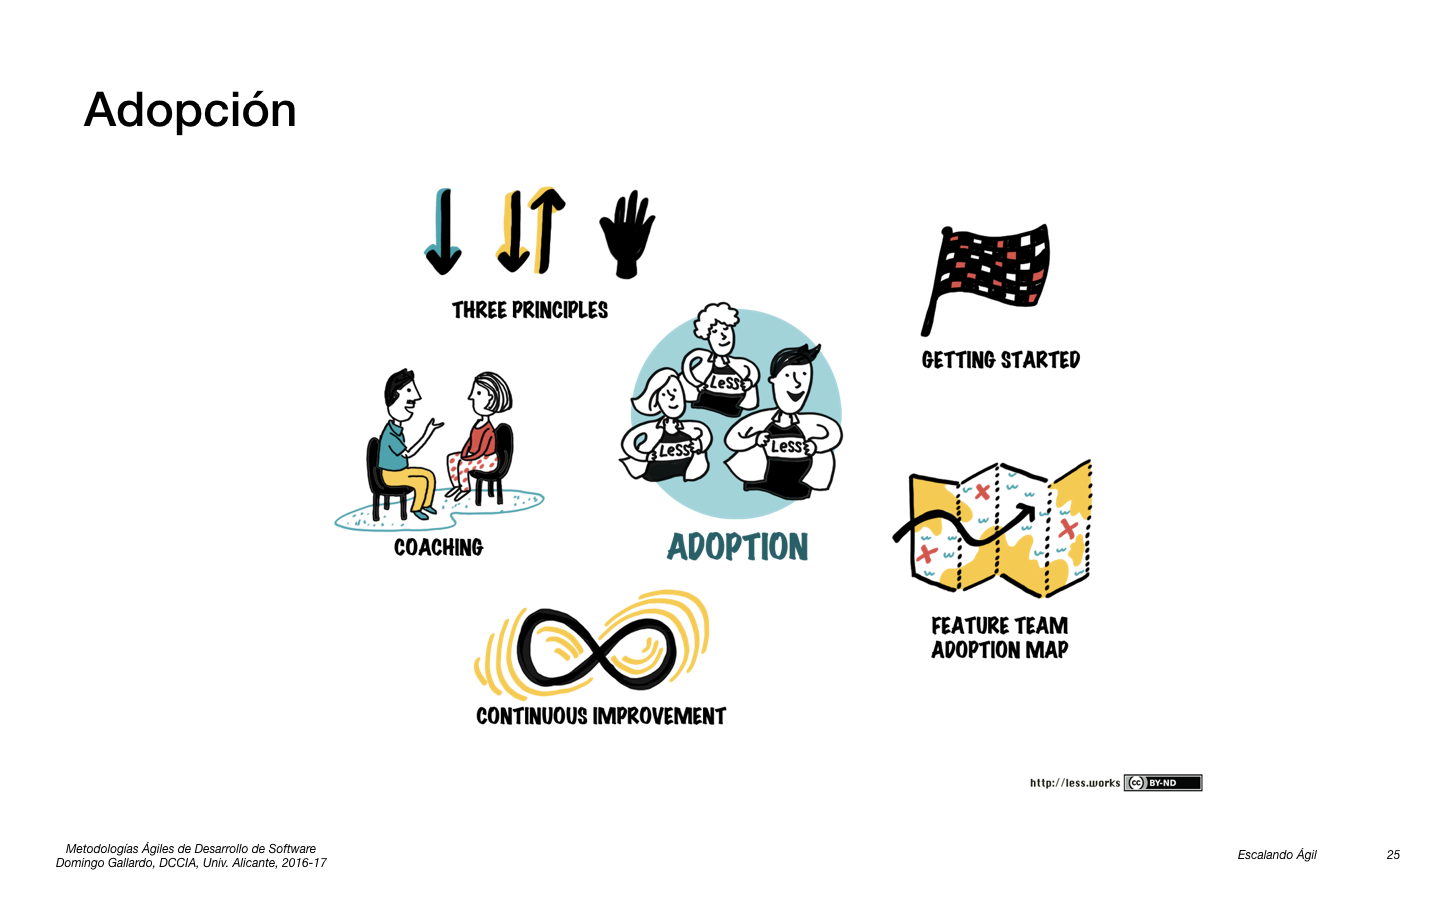 Adopción
THREE PRINCIPLES
GETTING STARTED
LeSS
LeSS
LeSS
COACHING
ADOPTION
FEATURE TEAM
ADOPTION MAP
CONTINUOUS IMPROVEMENT
http://less.works cc BY-ND
Metodologías Ágiles de Desarrollo de Software
Domingo Gallardo, DCCIA, Univ. Alicante, 2016-17
Escalando Ágil
25